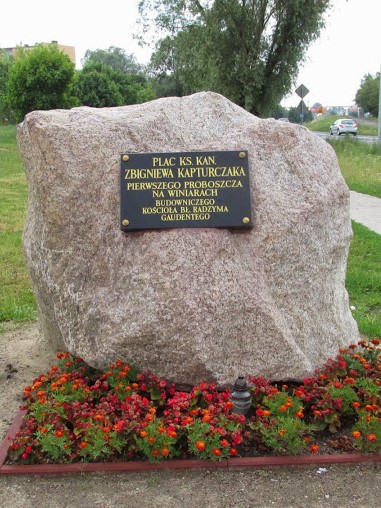 PLAC KS. KAN.
ZBIGNIEWA KAPTURCZAKA
PIERWSZEGO PROBOSZCZA
NA WINIARACH
BUDOWNICZEGO
KOŚCIOŁA BŁ. RADZYMA
GAUDENTEGO